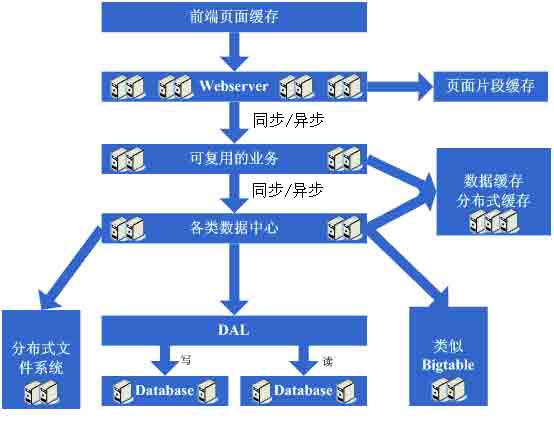 前端页面缓存
Webserver
页面片段缓存
同步/异步
可复用的业务
数据缓存
分布式缓存
同步/异步
各类数据中心
分布式文
件系统
DAL
类似
Bigtable
写
读
Database
Database